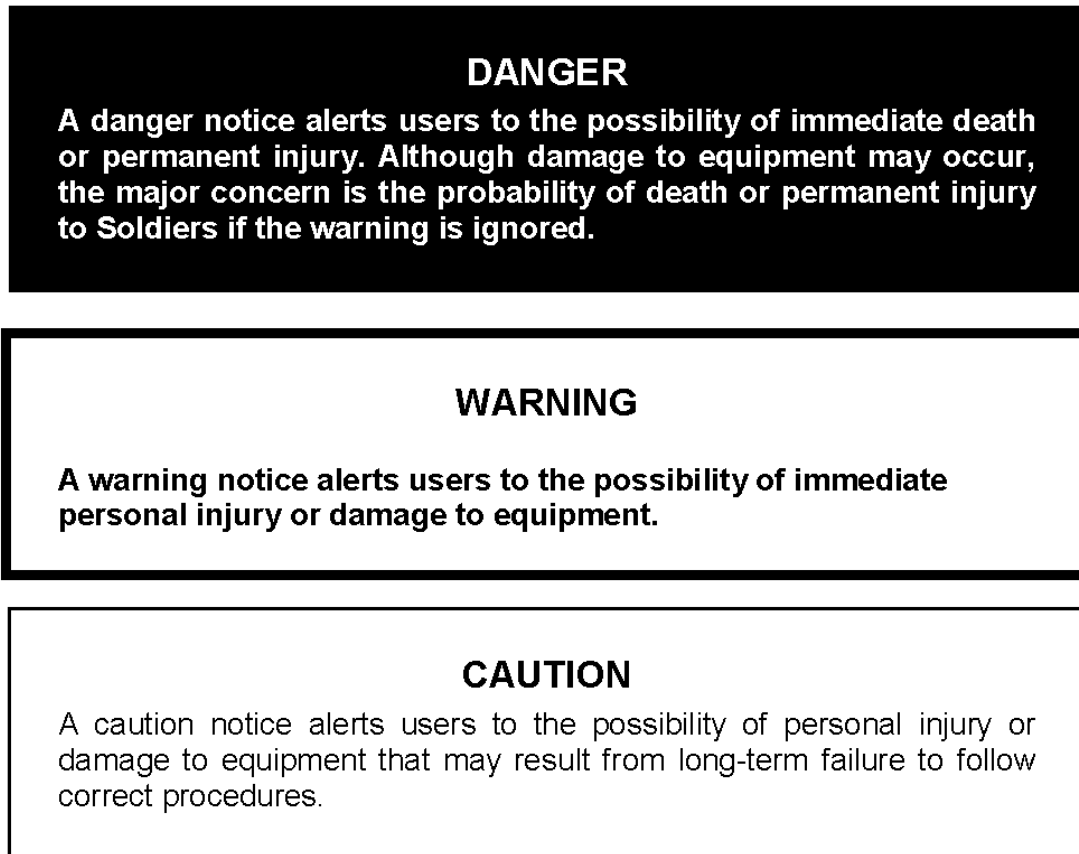 DANGER
A danger notice alerts users to the possibility of immediate death
or permanent injury. Although damage to equipment may occur,
the major concern is the probability of death or permanent injury
to Soldiers if the warning is ignored.
WARNING
A warning notice alerts users to the possibility of immediate
personal injury or damage to equipment.
CAUTION
A caution notice alerts users to the possibility of personal injury or
damage to equipment that may result from long-term failure to follow
correct procedures.